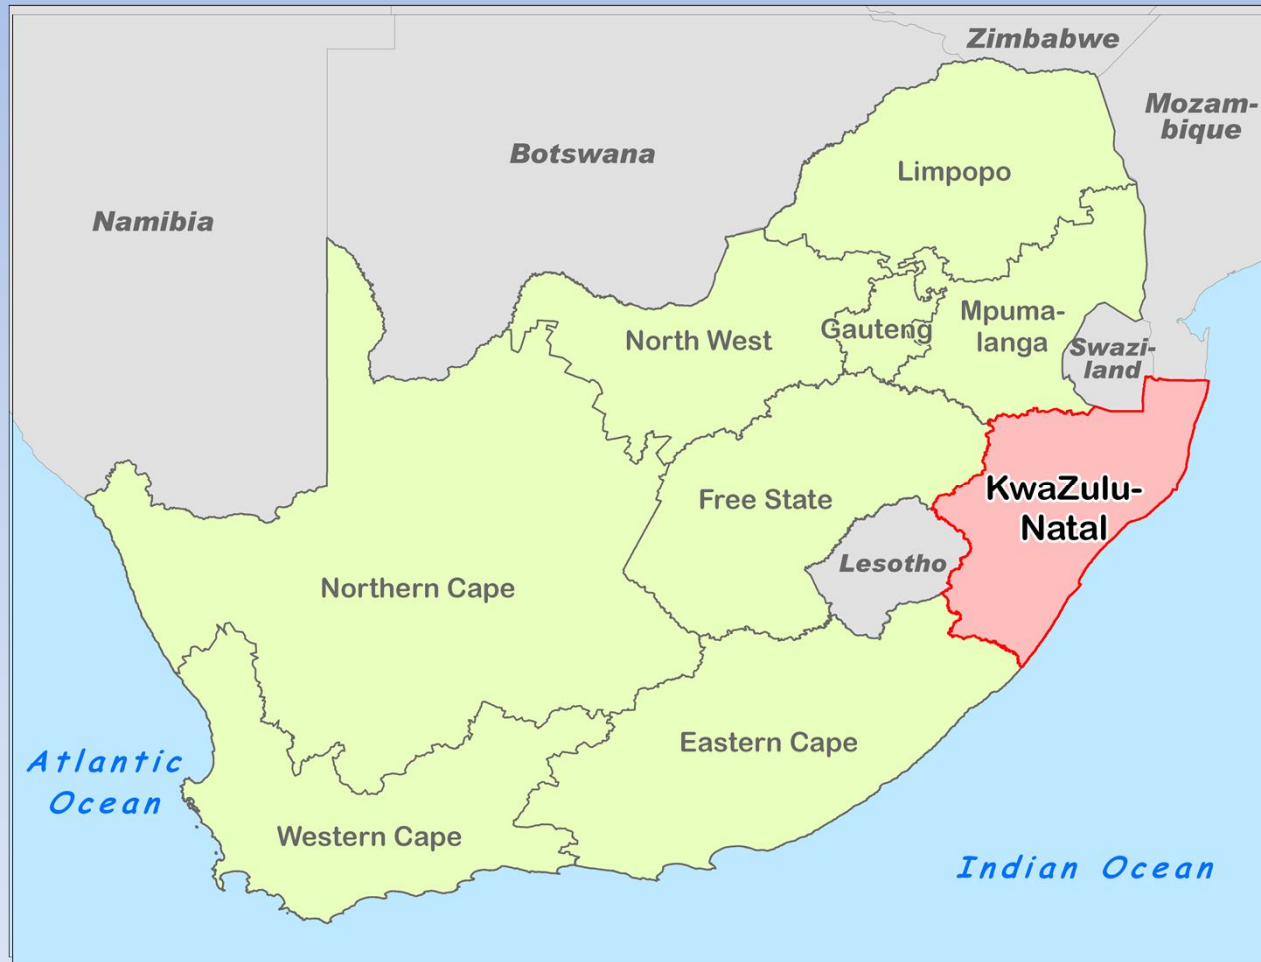 Zimbabwe
Mozam-
bique
Botswana
Limpopo
Namibia
Mpuma-
langa
Gauteng
North West
Swazi-
land
KwaZulu-
Natal
Free State
Lesotho
Northern Cape
Eastern Cape
Atlantic
Ocean
Western Cape
Indian Ocean